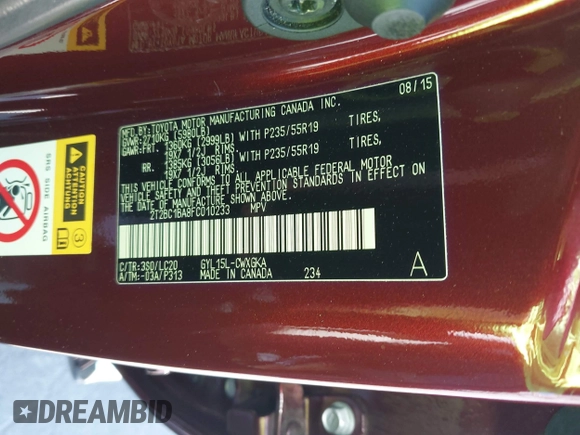 MFD.BY:TOYOTA MOTOR MANUFACTURING CANADA INC. 08/15
GVWR: 2710KG (5980LB)
GAWR:FRT. 1360KG (2999LB) WITH P235/55R19 TIRES,
19X7 1/2J RIMS.
RR. 1385KG (3056LB) WITH P235/55R19 TIRES,
19X7 1/2J RIMS.
THIS VEHICLE CONFORMS TO ALL APPLICABLE FEDERAL MOTOR
VEHICLE SAFETY AND THEFT PREVENTION STANDARDS IN EFFECT ON
THE DATE OF MANUFACTURE SHOWN ABOVE.
2T2BC1BA9FC010233 MPV
C/TR:3S0/LC20 GYL15L-CWXGKA
A/TM:-03A/P313 MADE IN CANADA 234
A
SRS SIDE AIRBAG
CAUTION
ATTENTION
ACHTUNG
3
DREAMBID